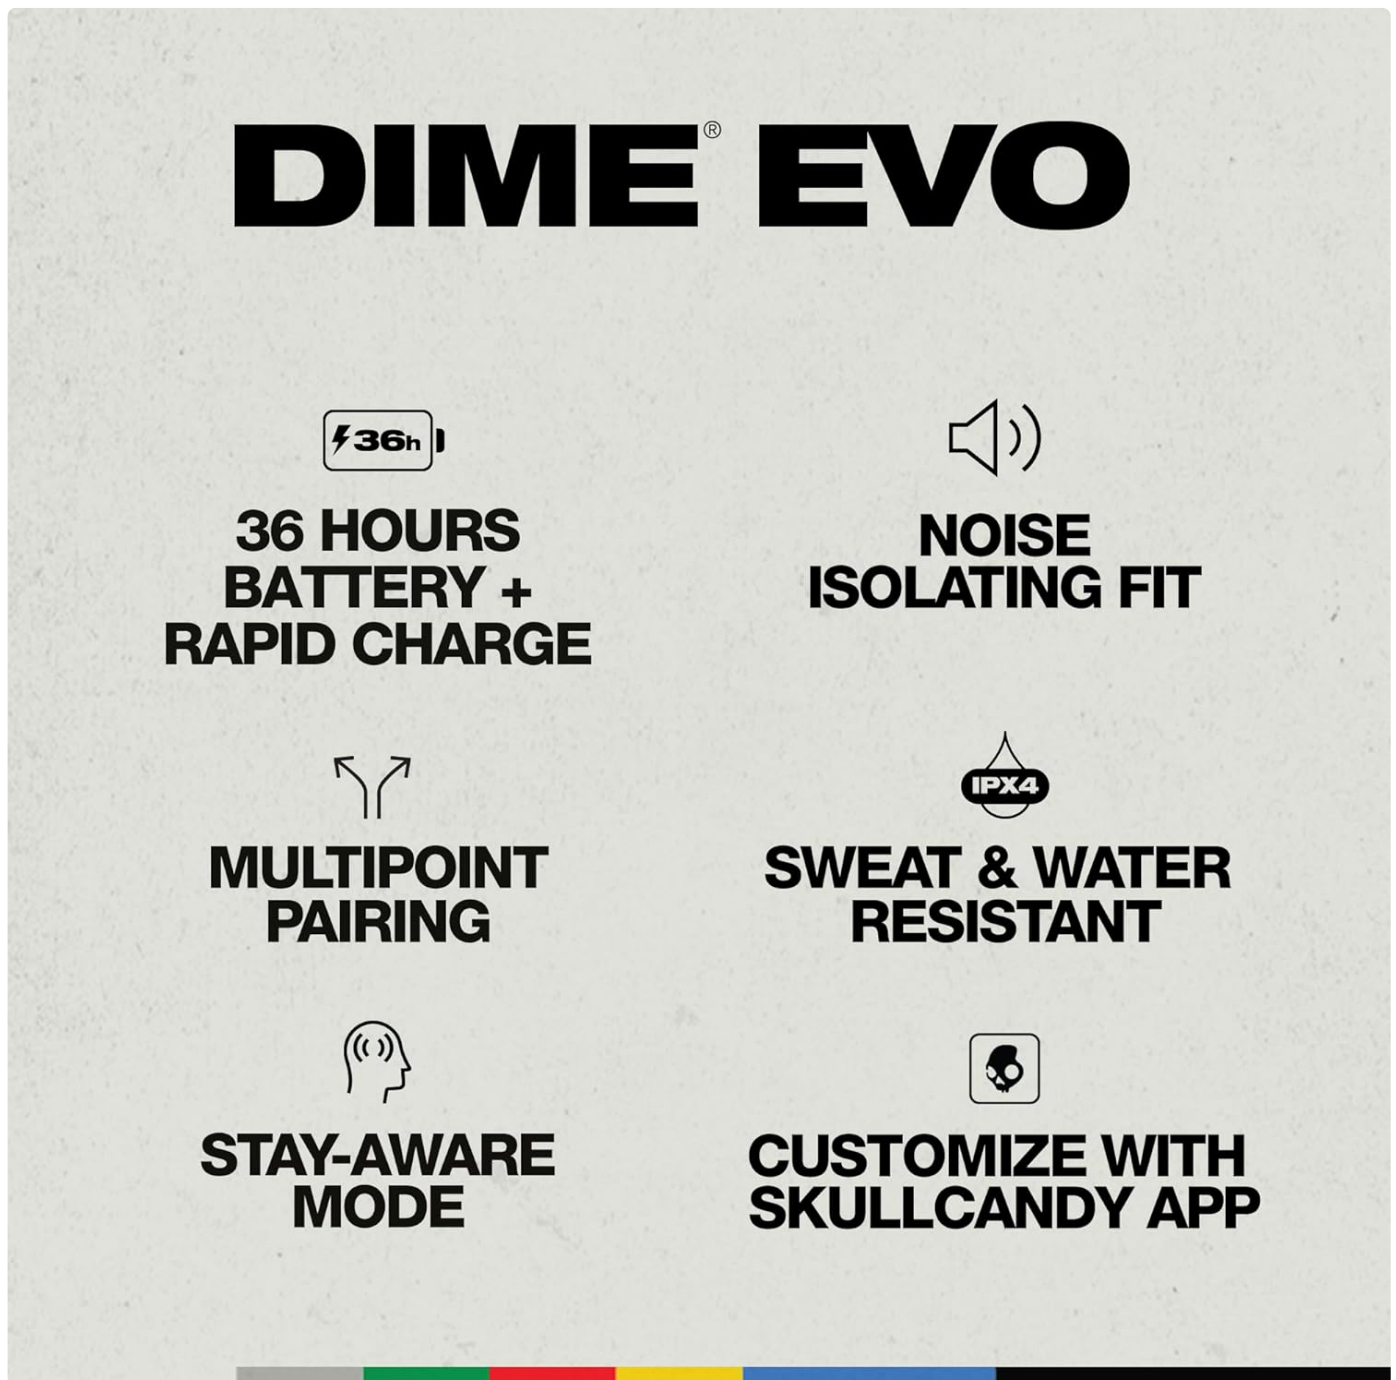 DIME® EVO
36h
36 HOURS
BATTERY +
RAPID CHARGE
NOISE
ISOLATING FIT
MULTIPOINT
PAIRING
IPX4
SWEAT & WATER
RESISTANT
STAY-AWARE
MODE
CUSTOMIZE WITH
SKULLCANDY APP